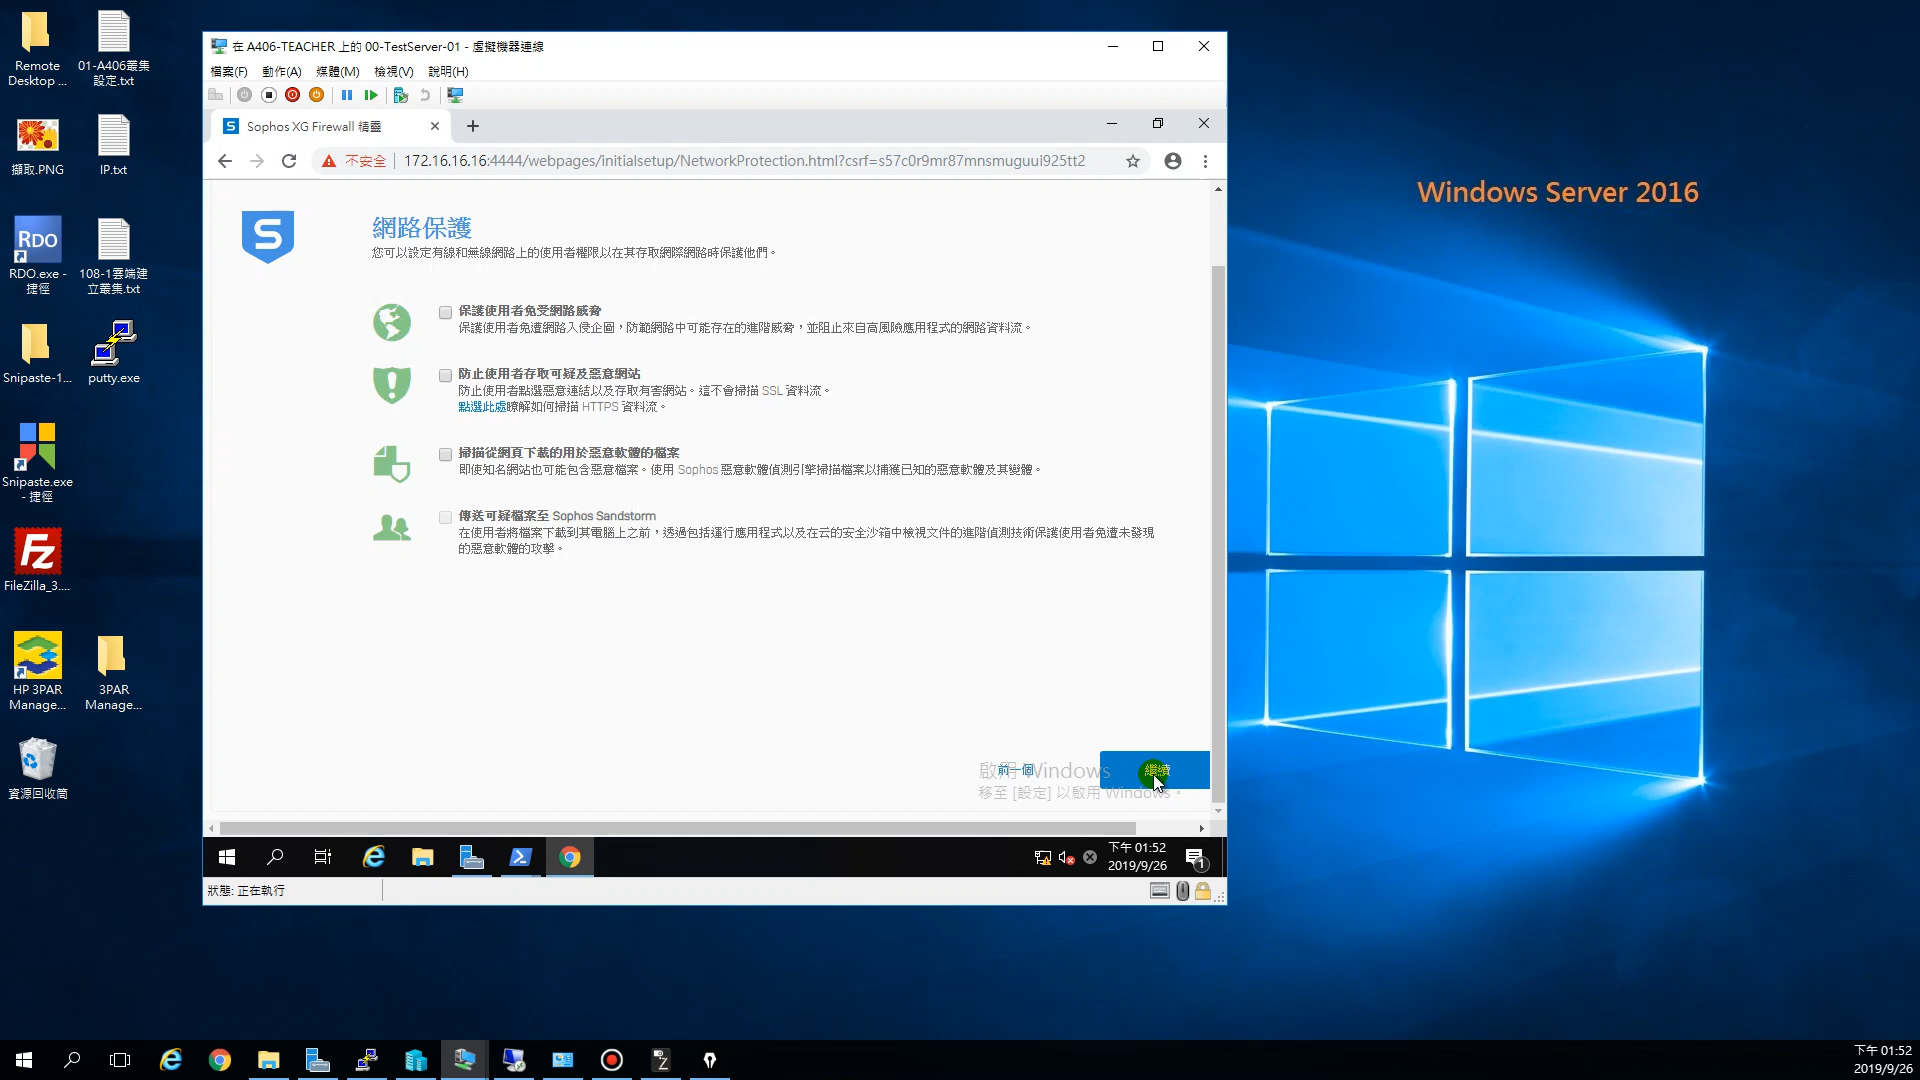 Remote
Desktop ...
01-A406叢集
設定.txt
擷取.PNG
IP.txt
RDO
RDO.exe -
捷徑
108-1雲端建
立叢集.txt
Snipaste-1...
putty.exe
Snipaste.exe
- 捷徑
Fz
FileZilla_3....
HP 3PAR
Manage...
3PAR
Manage...
資源回收筒
在 A406-TEACHER 上的 00-TestServer-01 - 虛擬機器連線
檔案(F) 動作(A) 媒體(M) 檢視(V) 說明(H)
Sophos XG Firewall 精靈
不安全 172.16.16.16:4444/webpages/initialsetup/NetworkProtection.html?csrf=s57c0r9mr87mnsmuguui925tt2
S
網路保護
您可以設定有線和無線網路上的使用者權限以在其存取網際網路時保護他們。
保護使用者免受網路威脅
保護使用者免遭網路入侵企圖,防範網路中可能存在的進階威脅,並阻止來自高風險應用程式的網路資料流。
防止使用者存取可疑及惡意網站
防止使用者點選惡意連結以及存取有害網站。這不會掃描 SSL 資料流。
點選此處瞭解如何掃描 HTTPS 資料流。
掃描從網頁下載的用於惡意軟體的檔案
即使知名網站也可能包含惡意檔案。使用 Sophos 惡意軟體偵測引擎掃描檔案以捕獲已知的惡意軟體及其變體。
傳送可疑檔案至 Sophos Sandstorm
在使用者將檔案下載到其電腦上之前,透過包括運行應用程式以及在云的安全沙箱中檢視文件的進階偵測技術保護使用者免遭未發現
的惡意軟體的攻擊。
前一個
繼續
啟用 Windows
移至 [設定] 以啟用 Windows。
下午 01:52
2019/9/26
1
狀態: 正在執行
Windows Server 2016
下午 01:52
2019/9/26